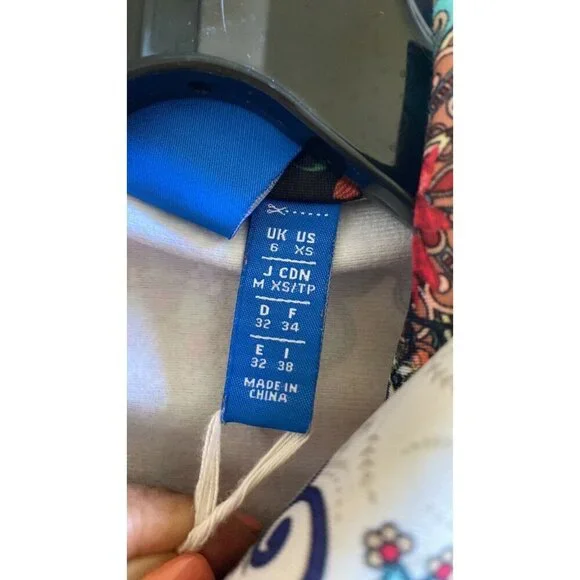 UK US
6 XS
J CDN
M XS/TP
D F
32 34
E I
32 38
MADE IN
CHINA